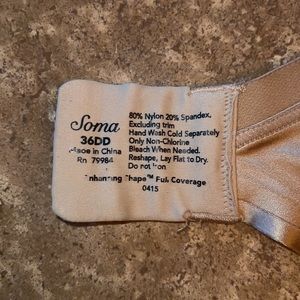 Soma
36DD
Made in China
Rn 79984
80% Nylon 20% Spandex,
Excluding trim
Hand Wash Cold Separately
Only Non-Chlorine
Bleach When Needed.
Reshape, Lay Flat to Dry.
Do not Iron
Enhancing Shape™ Full Coverage
0415